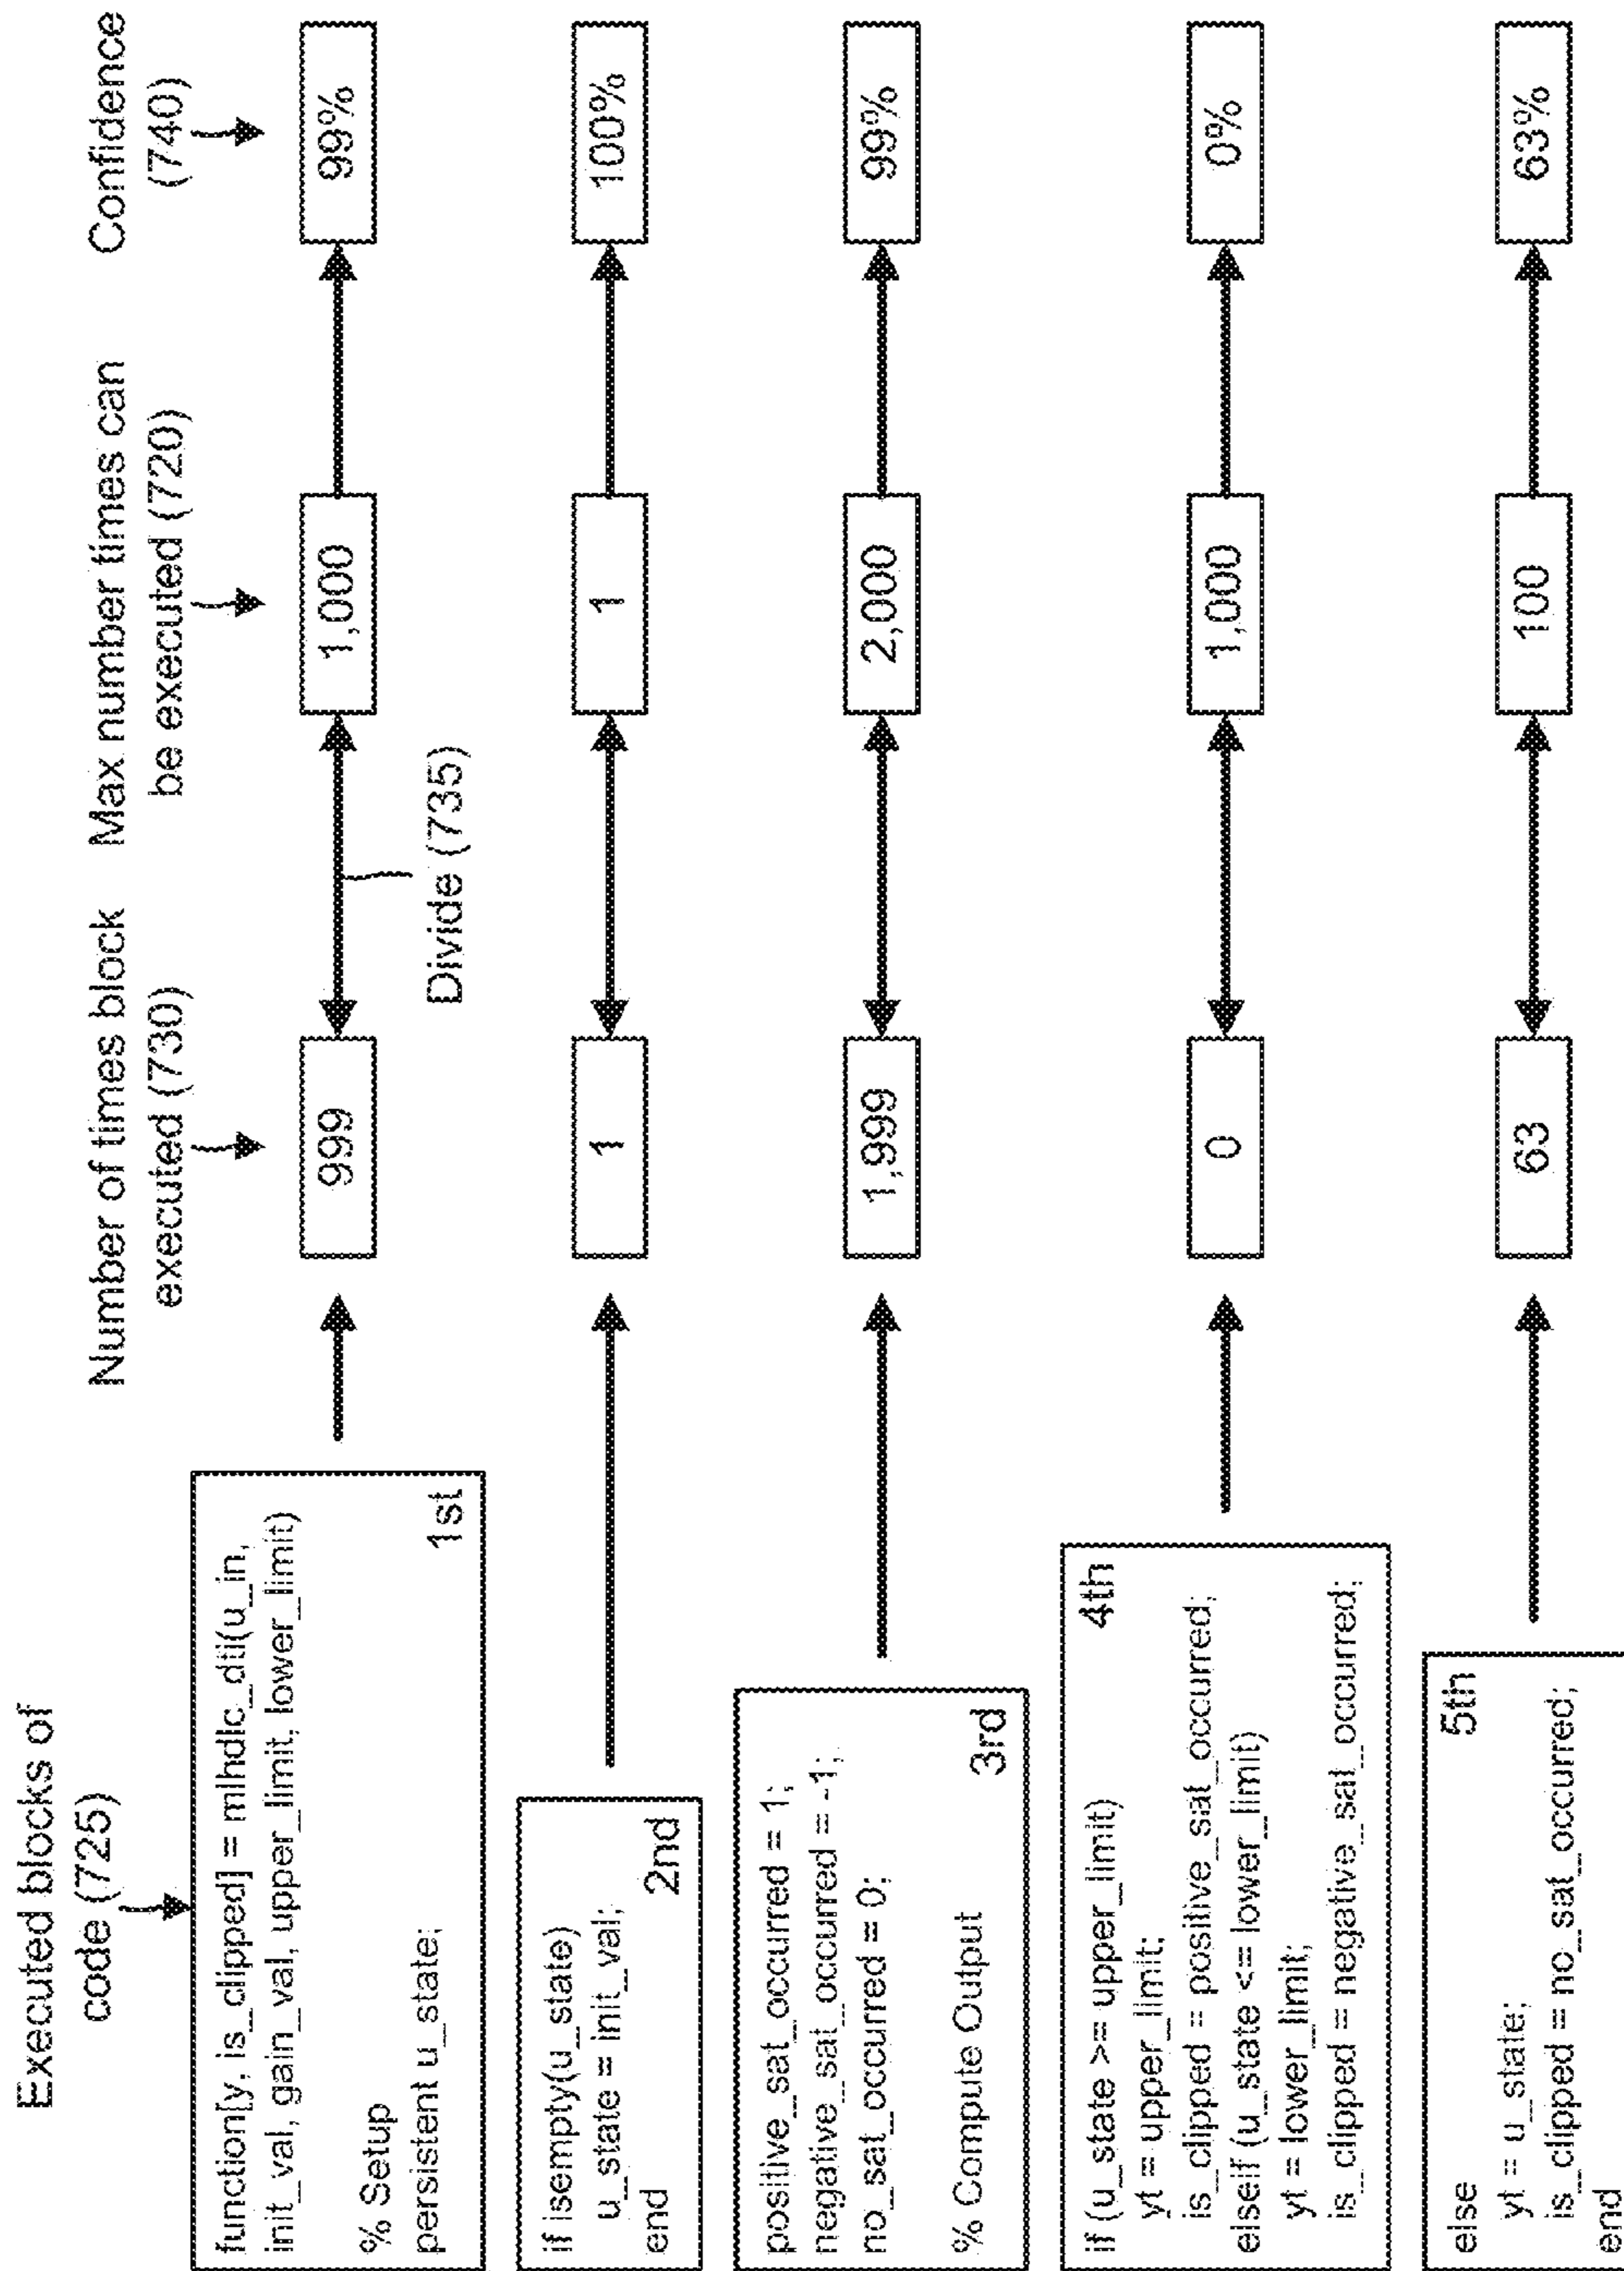 Executed blocks of
code (725)
Number of times block
executed (730)
Max number times can
be executed (720)
Confidence
(740)
function[y, is_clipped] = mlhdlc_dti(u_in,
init_val, gain_val, upper_limit, lower_limit)
% Setup
persistent u_state;
1st
999
1,000
99%
Divide (735)
if isempty(u_state)
u_state = init_val;
end
2nd
1
1
100%
positive_sat_occurred = 1;
negative_sat_occurred = -1;
no_sat_occurred = 0;
% Compute Output
3rd
1,999
2,000
99%
if (u_state >= upper_limit)
4th
yt = upper_limit;
is_clipped = positive_sat_occurred;
elseif (u_state <= lower_limit)
yt = lower_limit;
is_clipped = negative_sat_occurred;
0
1,000
0%
else
5th
yt = u_state;
is_clipped = no_sat_occurred;
end
63
100
63%